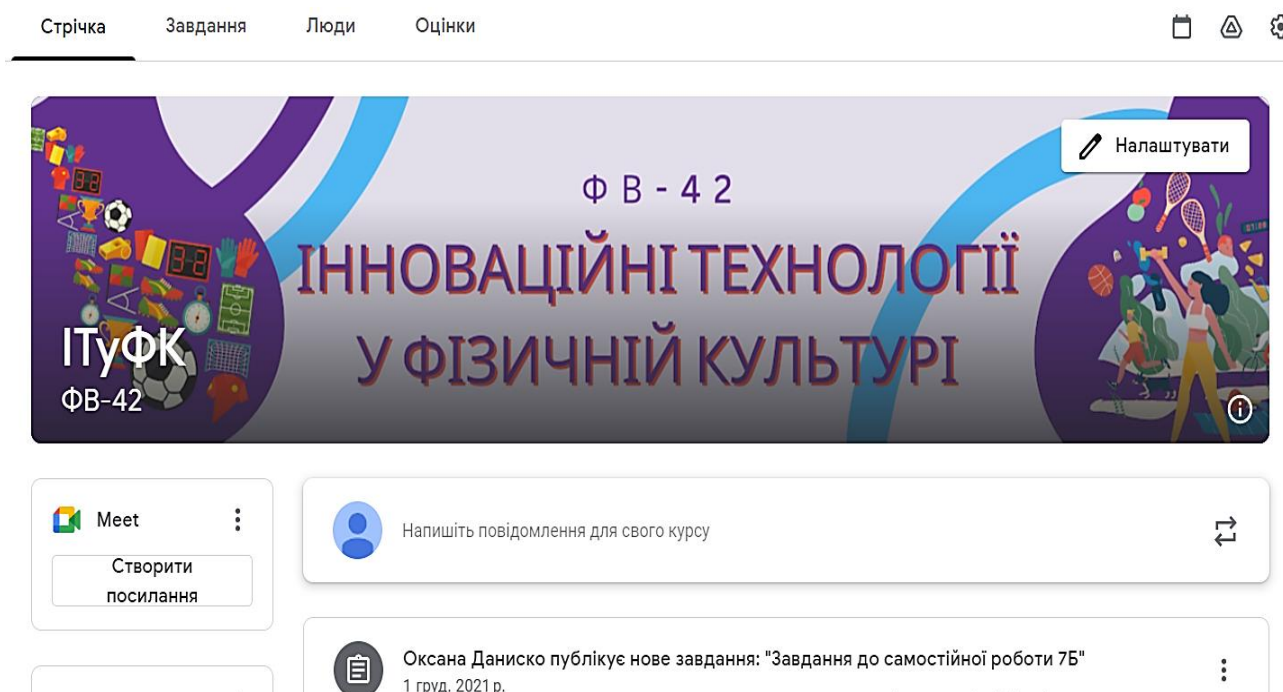 Стрічка Завдання Люди Оцінки
Налаштувати
ФВ-42
ІННОВАЦІЙНІ ТЕХНОЛОГІЇ
У ФІЗИЧНІЙ КУЛЬТУРІ
ІТуФК
ФВ-42
Meet
Створити
посилання
Напишіть повідомлення для свого курсу
Оксана Даниско публікує нове завдання: "Завдання до самостійної роботи 7Б"
1 груд. 2021 р.